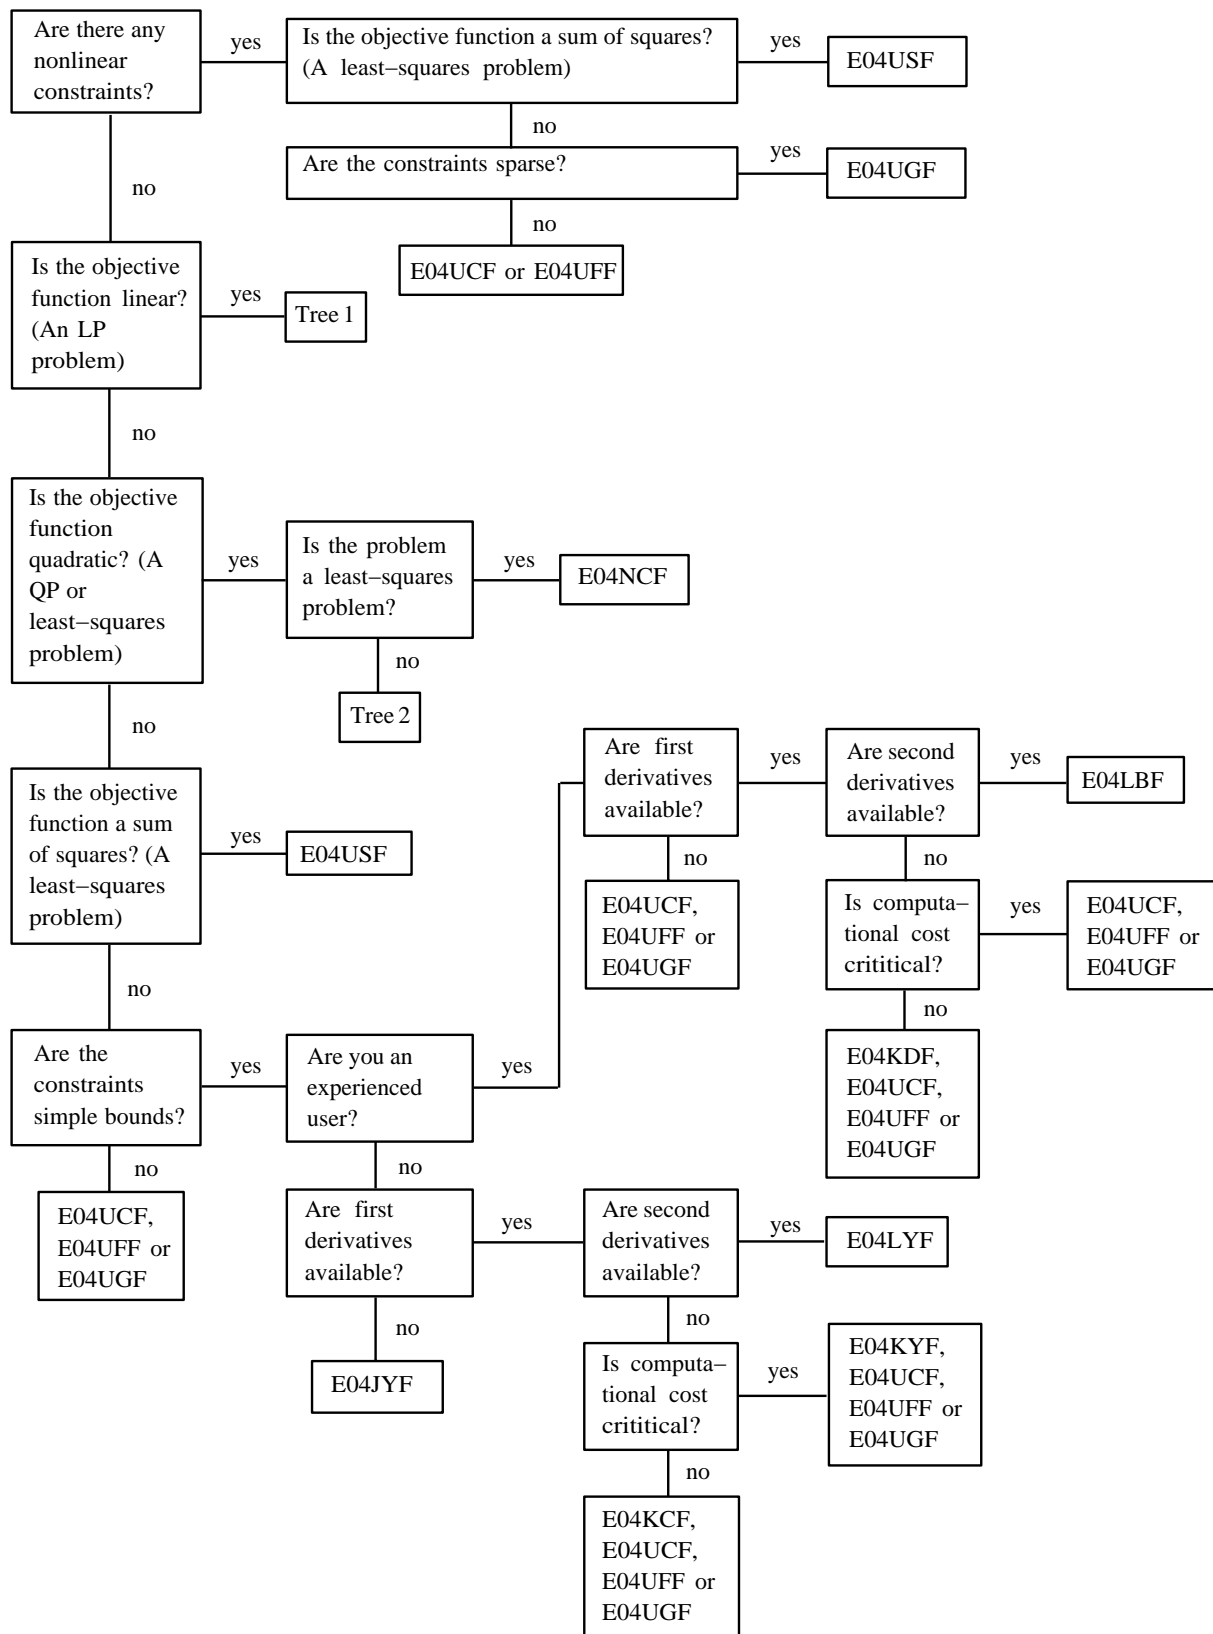 Are there any
nonlinear
constraints?
yes
Is the objective function a sum of squares?
(A least–squares problem)
yes
E04USF
no
Are the constraints sparse?
yes
E04UGF
no
E04UCF or E04UFF
no
Is the objective
function linear?
(An LP
problem)
yes
Tree 1
no
Is the objective
function
quadratic? (A
QP or
least–squares
problem)
yes
Is the problem
a least–squares
problem?
yes
E04NCF
no
Tree 2
no
Is the objective
function a sum
of squares? (A
least–squares
problem)
yes
E04USF
no
Are the
constraints
simple bounds?
yes
Are you an
experienced
user?
yes
Are first
derivatives
available?
yes
Are second
derivatives
available?
yes
E04LBF
no
E04UCF,
E04UFF or
E04UGF
no
Is computa–
tional cost
crititical?
yes
E04UCF,
E04UFF or
E04UGF
no
E04KDF,
E04UCF,
E04UFF or
E04UGF
no
E04UCF,
E04UFF or
E04UGF
no
Are first
derivatives
available?
yes
Are second
derivatives
available?
yes
E04LYF
no
E04JYF
no
Is computa–
tional cost
crititical?
yes
E04KYF,
E04UCF,
E04UFF or
E04UGF
no
E04KCF,
E04UCF,
E04UFF or
E04UGF